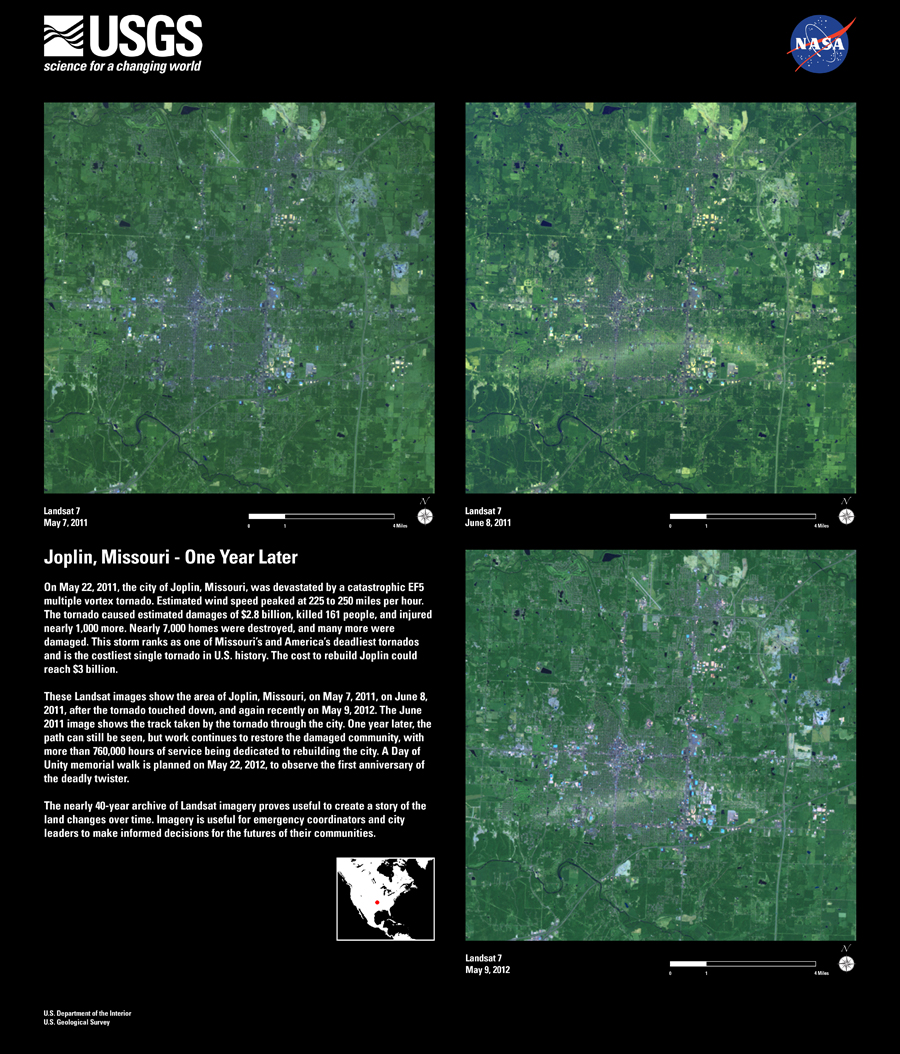 USGS
science for a changing world
NASA
Landsat 7
May 7, 2011
N
0 1 4 Miles
Landsat 7
June 8, 2011
N
0 1 4 Miles
Joplin, Missouri - One Year Later
On May 22, 2011, the city of Joplin, Missouri, was devastated by a catastrophic EF5
multiple vortex tornado. Estimated wind speed peaked at 225 to 250 miles per hour.
The tornado caused estimated damages of $2.8 billion, killed 161 people, and injured
nearly 1,000 more. Nearly 7,000 homes were destroyed, and many more were
damaged. This storm ranks as one of Missouri's and America's deadliest tornados
and is the costliest single tornado in U.S. history. The cost to rebuild Joplin could
reach $3 billion.
These Landsat images show the area of Joplin, Missouri, on May 7, 2011, on June 8,
2011, after the tornado touched down, and again recently on May 9, 2012. The June
2011 image shows the track taken by the tornado through the city. One year later, the
path can still be seen, but work continues to restore the damaged community, with
more than 760,000 hours of service being dedicated to rebuilding the city. A Day of
Unity memorial walk is planned on May 22, 2012, to observe the first anniversary of
the deadly twister.
The nearly 40-year archive of Landsat imagery proves useful to create a story of the
land changes over time. Imagery is useful for emergency coordinators and city
leaders to make informed decisions for the futures of their communities.
Landsat 7
May 9, 2012
N
0 1 4 Miles
U.S. Department of the Interior
U.S. Geological Survey